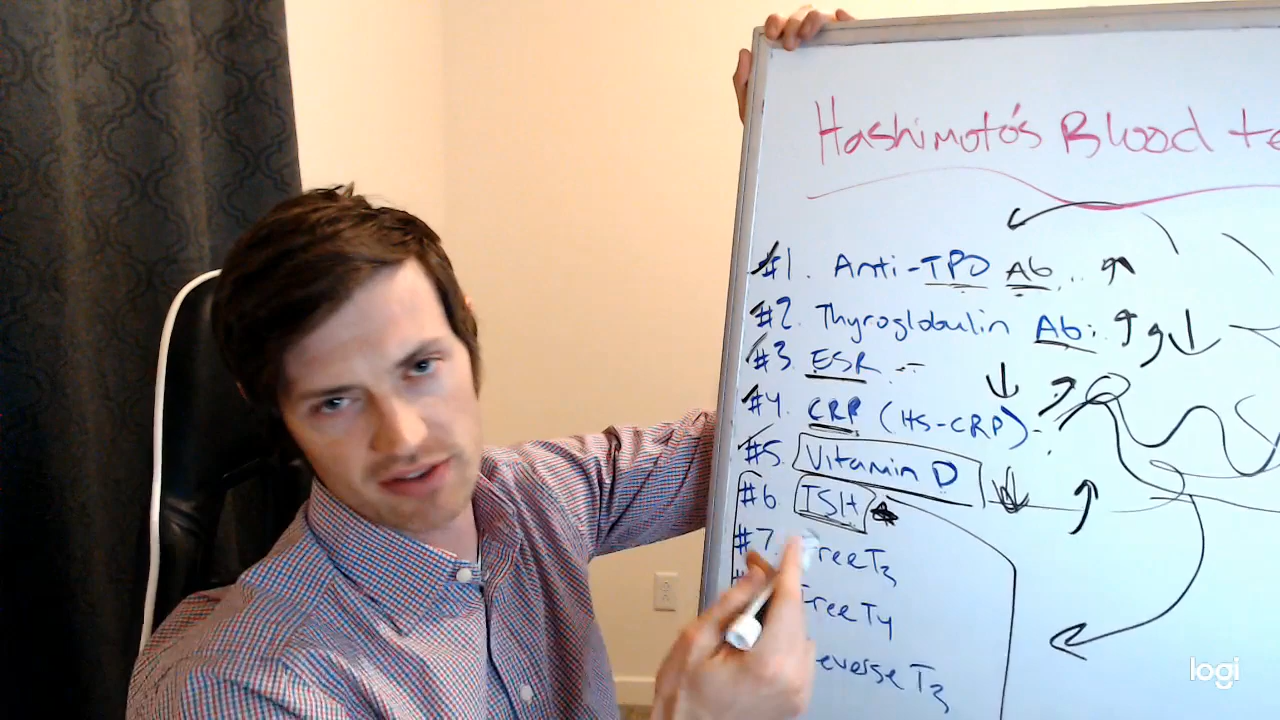 Hashimoto's Blood te
#1. Anti-TPO Ab ..
#2. Thyroglobulin Ab:
#3. ESR
#4. CRP (HS-CRP)
#5. Vitamin D
#6 TSH
#7. Free T3
Free T4
everse T3
logi